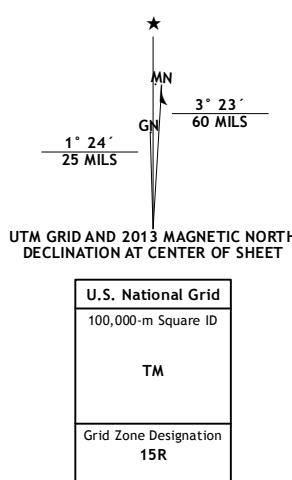 ★
MN
3° 23´
60 MILS
GN
1° 24´
25 MILS
UTM GRID AND 2013 MAGNETIC NORTH
DECLINATION AT CENTER OF SHEET
U.S. National Grid
100,000-m Square ID
TM
Grid Zone Designation
15R